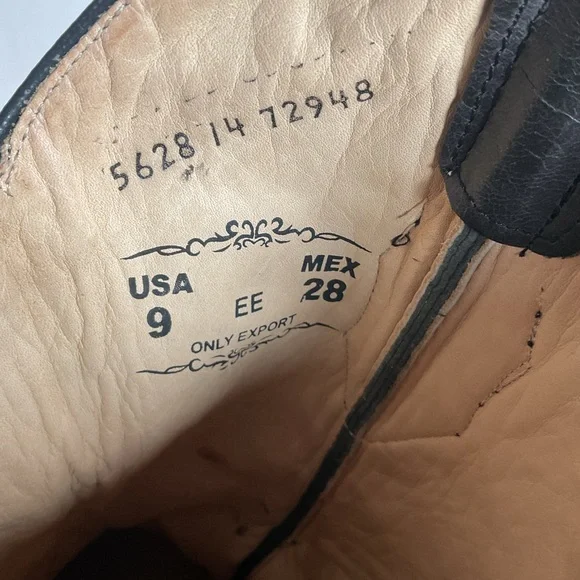 5628 14 72948
USA MEX
9 EE 28
ONLY EXPORT